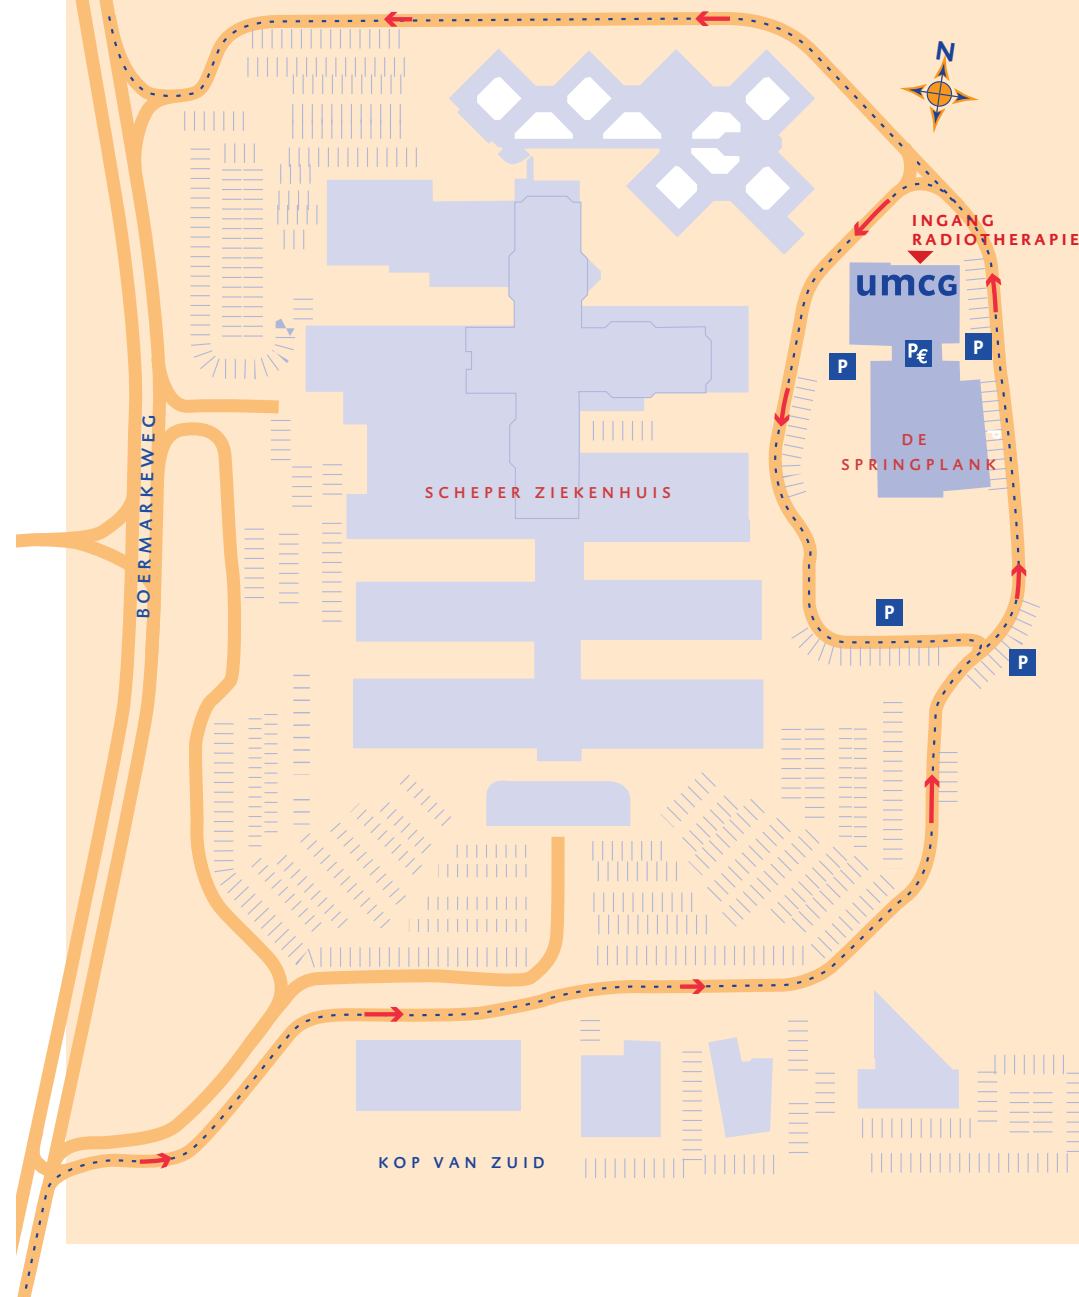 N
INGANG
RADIOTHERAPIE
umcG
P€
P
P
DE
SPRINGPLANK
BOERMARKEWEG
SCHEPER ZIEKENHUIS
P
P
KOP VAN ZUID